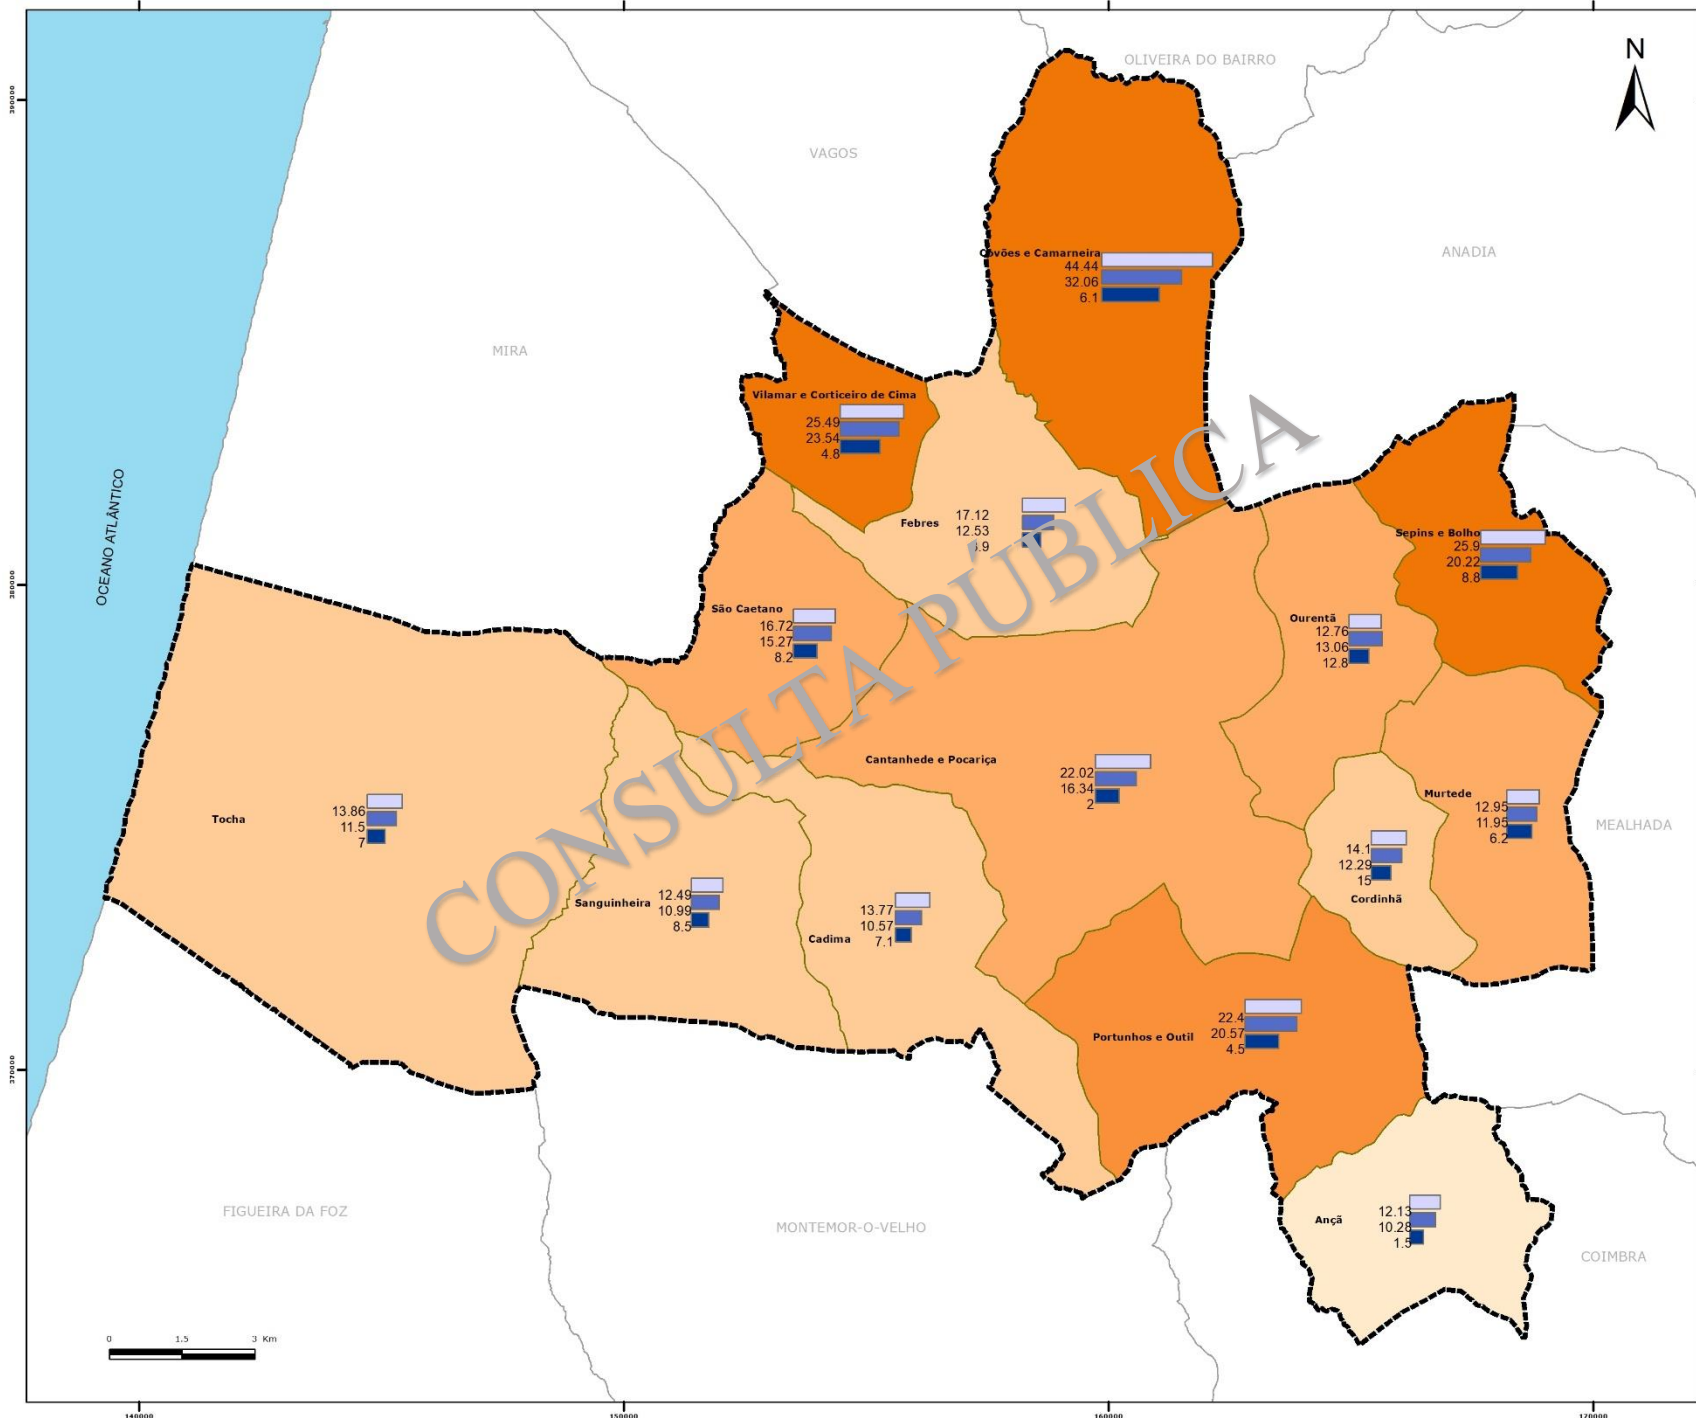 N
OLIVEIRA DO BAIRRO
VAGOS
ANADIA
MIRA
OCEANO ATLÂNTICO
Covões e Camarneira
44.44
32.06
6.1
Vilamar e Corticeiro de Cima
25.49
23.54
4.8
Febres
17.12
12.53
Sepins e Bolho
25.9
20.22
8.8
São Caetano
16.72
15.27
8.2
Ourentã
12.76
13.06
12.8
CONSULTA PÚBLICA
Cantanhede e Pocariça
22.02
16.34
2
Murtede
12.95
11.95
6.2
MEALHADA
Tocha
13.86
11.5
7
14.1
12.29
15
Cordinhã
Sanguinheira
12.49
10.99
8.5
Cadima
13.77
10.57
7.1
Portunhos e Outil
22.4
20.57
4.5
Ançã
12.13
10.28
1.5
FIGUEIRA DA FOZ
MONTEMOR-O-VELHO
COIMBRA
0 1.5 3 Km
140000 150000 160000 170000